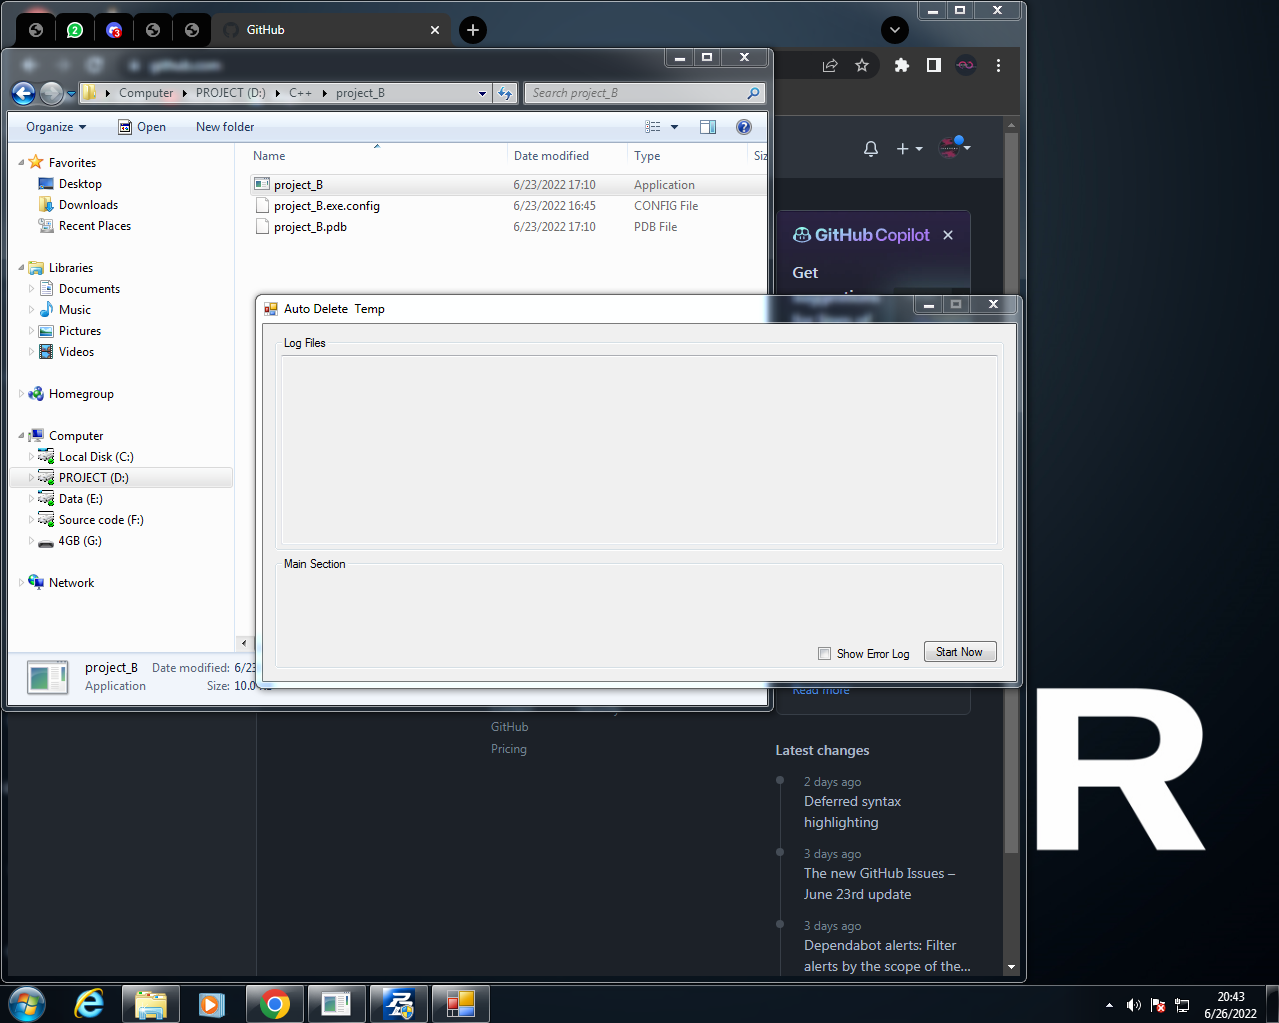 2
3
GitHub
github.com
Computer
PROJECT (D:)
C++
project_B
Search project_B
Organize
Open
New folder
Favorites
Desktop
Downloads
Recent Places
Libraries
Documents
Music
Pictures
Videos
Homegroup
Computer
Local Disk (C:)
PROJECT (D:)
Data (E:)
Source code (F:)
4GB (G:)
Network
Name
Date modified
Type
Siz
project_B
6/23/2022 17:10
Application
project_B.exe.config
6/23/2022 16:45
CONFIG File
project_B.pdb
6/23/2022 17:10
PDB File
project_B
Date modified: 6/23
Application
Size: 10.0
GitHub Copilot
Get
Auto Delete Temp
Log Files
Main Section
Show Error Log
Start Now
Read more
GitHub
Pricing
Latest changes
2 days ago
Deferred syntax
highlighting
3 days ago
The new GitHub Issues –
June 23rd update
3 days ago
Dependabot alerts: Filter
alerts by the scope of the...
R
20:43
6/26/2022